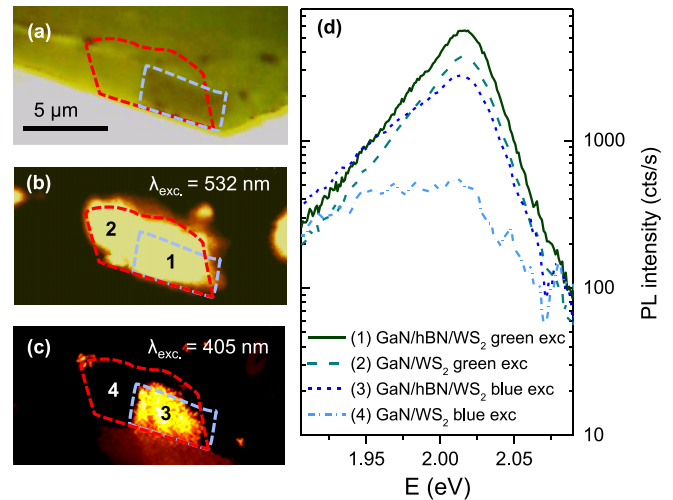 (a)
5 µm
(b)
λexc. = 532 nm
2
1
(c)
λexc. = 405 nm
4
3
(d)
1000
100
10
PL intensity (cts/s)
(1) GaN/hBN/WS₂ green exc
(2) GaN/WS₂ green exc
(3) GaN/hBN/WS₂ blue exc
(4) GaN/WS₂ blue exc
1.95
2.00
2.05
E (eV)